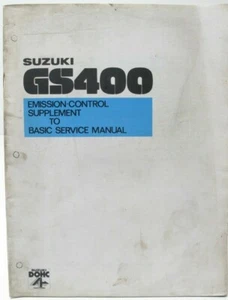 SUZUKI
GS400
EMISSION-CONTROL
SUPPLEMENT
TO
BASIC SERVICE MANUAL
DOHC